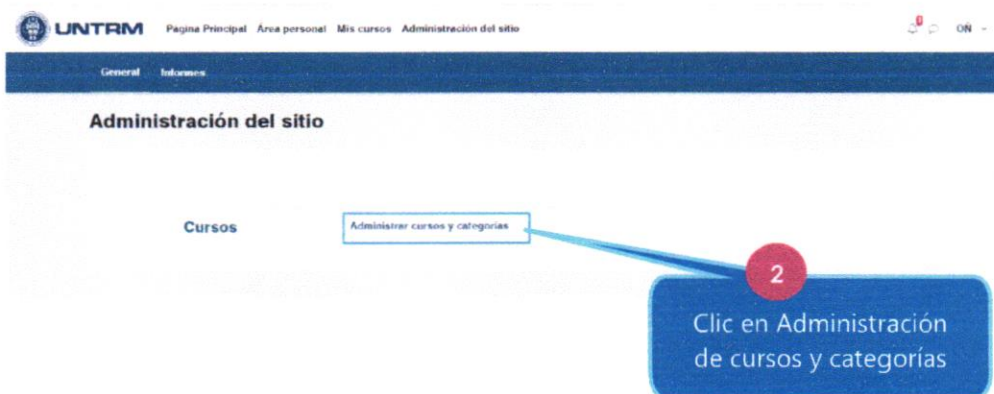 UNTRM Pagina Principal Área personal Mis cursos Administración del sitio OÑ
General Informes
Administración del sitio
Cursos Administrar cursos y categorías
2
Clic en Administración
de cursos y categorías